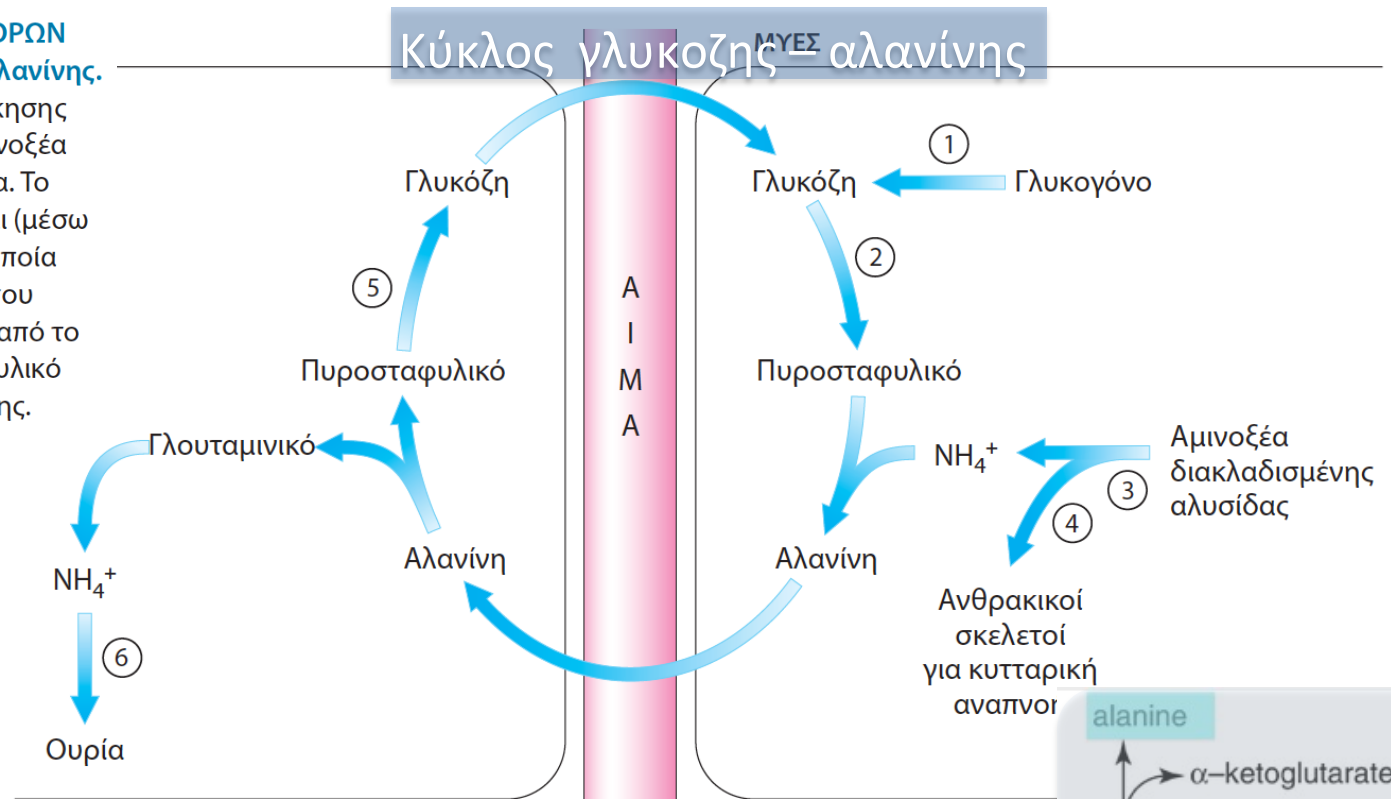 Κύκλος γλυκοζης – αλανίνης
ΜΥΕΣ
ΟΡΩΝ
λανίνης.
κησης
νοξέα
α. Το
ι (μέσω
ποία
του
από το
υλικό
ης.
Γλυκόζη
Γλυκόζη
1
Γλυκογόνο
2
5
Α
Ι
Μ
Α
Πυροσταφυλικό
Πυροσταφυλικό
Γλουταμινικό
NH₄⁺
Αμινοξέα
διακλαδισμένης
αλυσίδας
3
4
Αλανίνη
Αλανίνη
NH₄⁺
Ανθρακικοί
σκελετοί
για κυτταρική
αναπνοή
6
Ουρία
alanine
α–ketoglutarate